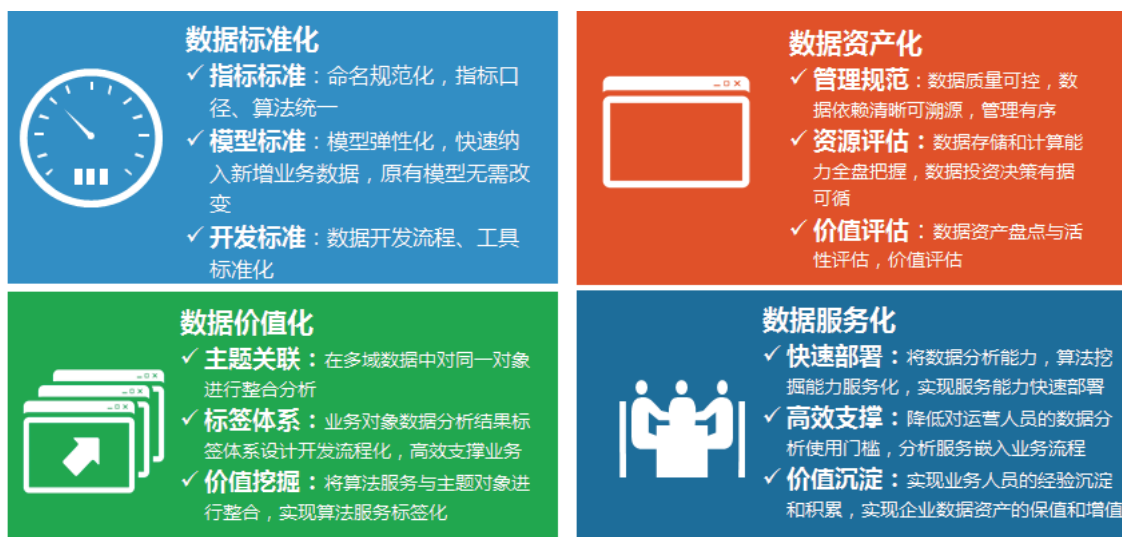 数据标准化
✓ 指标标准：命名规范化，指标口
径、算法统一
✓ 模型标准：模型弹性化，快速纳
入新增业务数据，原有模型无需改
变
✓ 开发标准：数据开发流程、工具
标准化
数据资产化
✓ 管理规范：数据质量可控，数
据依赖清晰可溯源，管理有序
✓ 资源评估：数据存储和计算能
力全盘把握，数据投资决策有据
可循
✓ 价值评估：数据资产盘点与活
性评估，价值评估
数据价值化
✓ 主题关联：在多域数据中对同一对象
进行整合分析
✓ 标签体系：业务对象数据分析结果标
签体系设计开发流程化，高效支撑业务
✓ 价值挖掘：将算法服务与主题对象进
行整合，实现算法服务标签化
数据服务化
✓ 快速部署：将数据分析能力，算法挖
掘能力服务化，实现服务能力快速部署
✓ 高效支撑：降低对运营人员的数据分
析使用门槛，分析服务嵌入业务流程
✓ 价值沉淀：实现业务人员的经验沉淀
和积累，实现企业数据资产的保值和增值